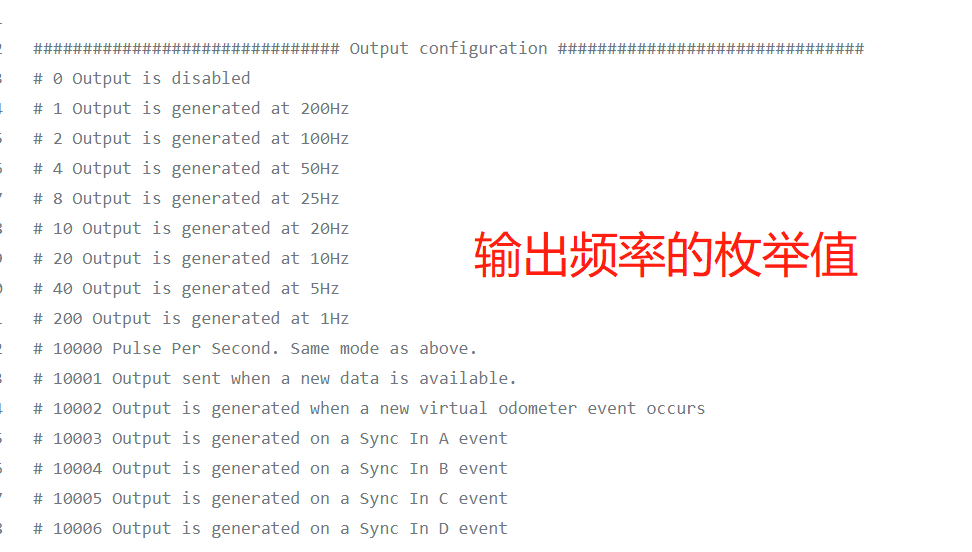 ############################### Output configuration ###############################
# 0 Output is disabled
# 1 Output is generated at 200Hz
# 2 Output is generated at 100Hz
# 4 Output is generated at 50Hz
# 8 Output is generated at 25Hz
# 10 Output is generated at 20Hz
# 20 Output is generated at 10Hz
输出频率的枚举值
# 40 Output is generated at 5Hz
# 200 Output is generated at 1Hz
# 10000 Pulse Per Second. Same mode as above.
# 10001 Output sent when a new data is available.
# 10002 Output is generated when a new virtual odometer event occurs
# 10003 Output is generated on a Sync In A event
# 10004 Output is generated on a Sync In B event
# 10005 Output is generated on a Sync In C event
# 10006 Output is generated on a Sync In D event